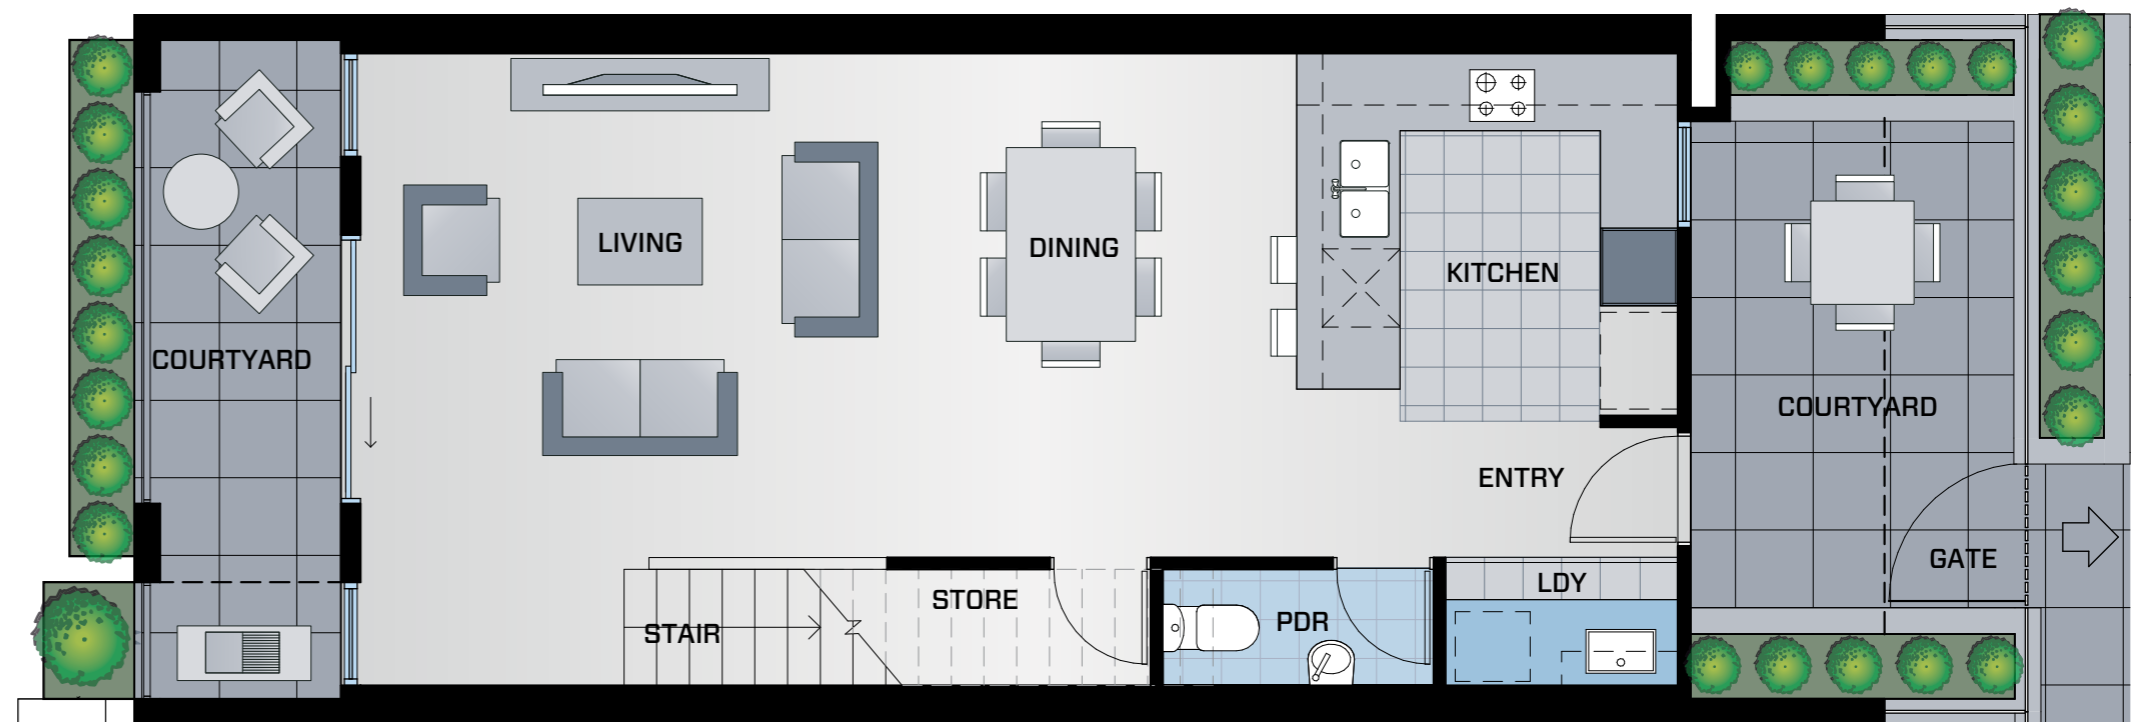 LIVING
DINING
KITCHEN
COURTYARD
COURTYARD
ENTRY
GATE
LDY
STORE
PDR
STAIR